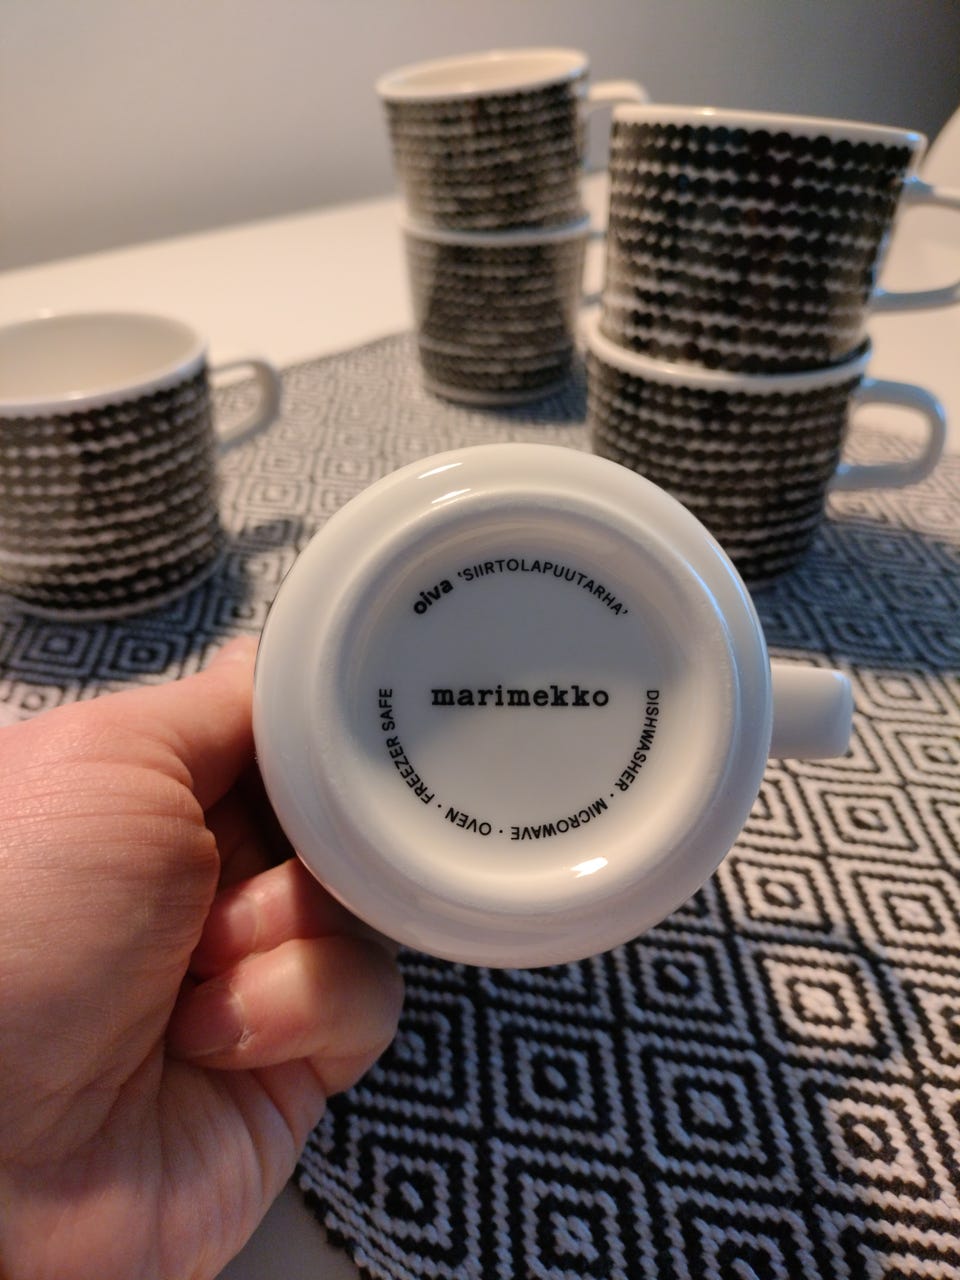 oiva 'SIIRTOLAPUUTARHA'
marimekko
DISHWASHER · MICROWAVE · OVEN · FREEZER SAFE